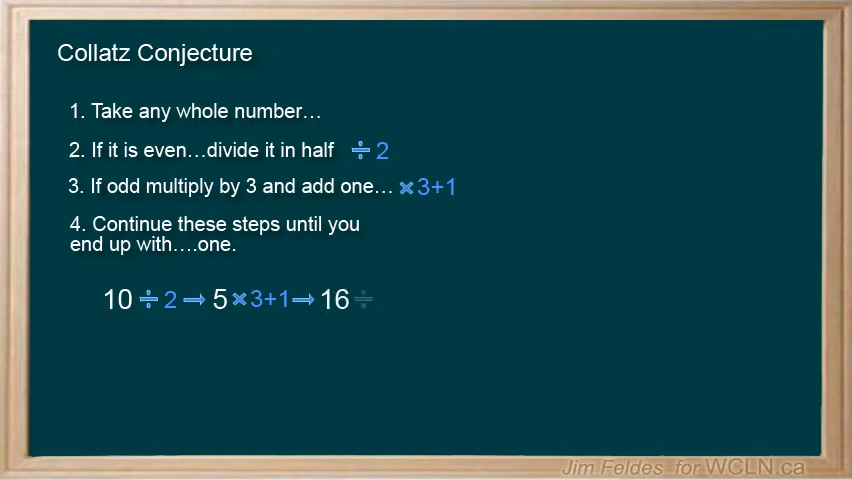 Collatz Conjecture
1. Take any whole number…
2. If it is even…divide it in half ÷ 2
3. If odd multiply by 3 and add one… ×3+1
4. Continue these steps until you
end up with….one.
10 ÷ 2 → 5 ×3+1→ 16 ÷
Jim Feldes for WCLN.ca